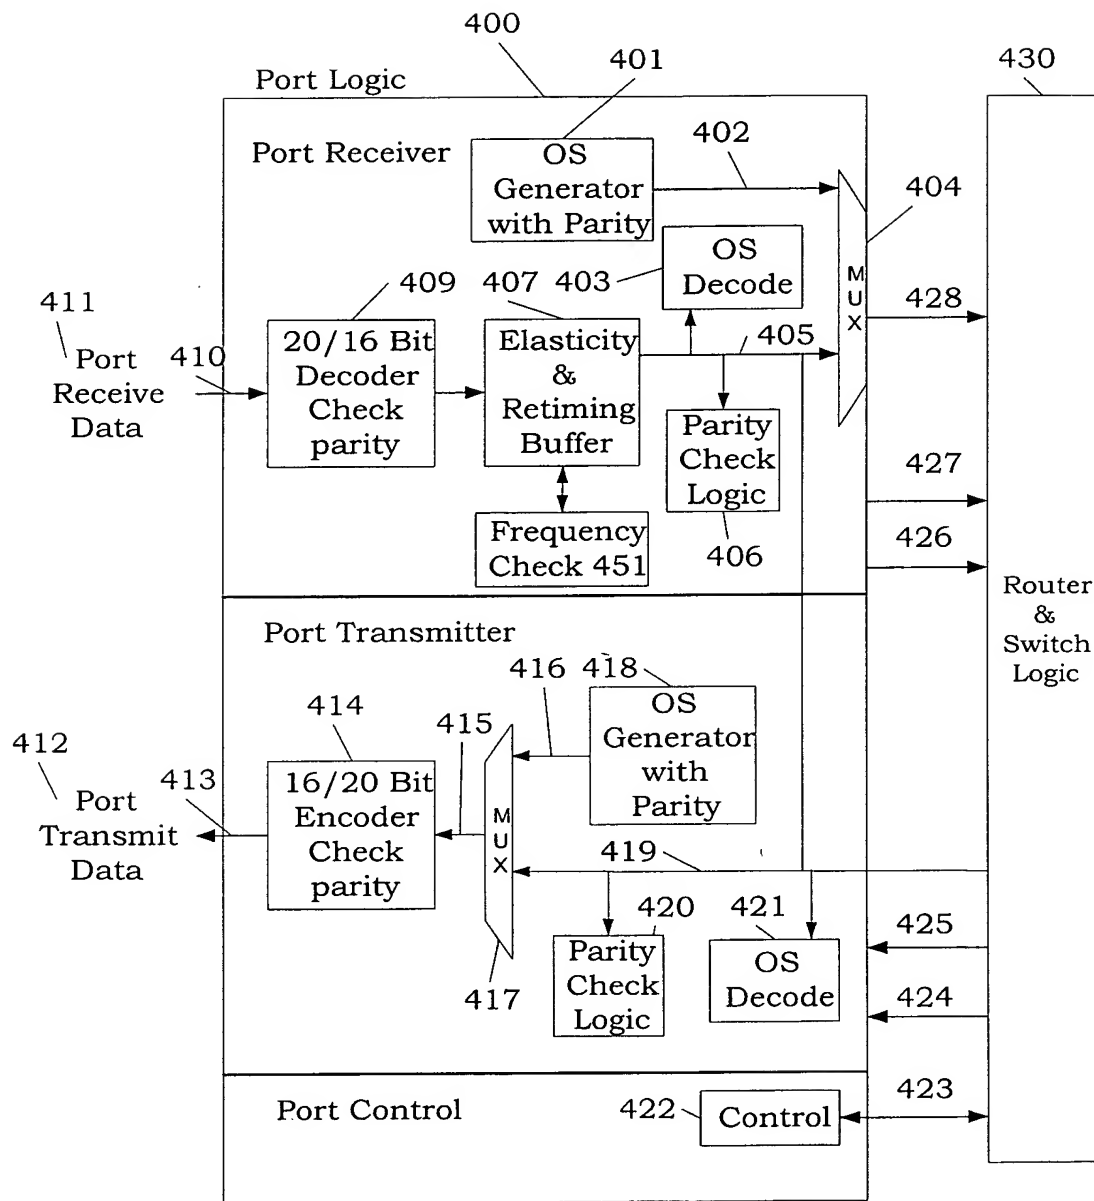 400
401
430
Port Logic
Port Receiver
OS
Generator
with Parity
402
404
OS
Decode
403
MUX
409
407
428
411
Port
Receive
Data
410
20/16 Bit
Decoder
Check
parity
Elasticity
&
Retiming
Buffer
405
Parity
Check
Logic
406
427
426
Frequency
Check 451
Router
&
Switch
Logic
Port Transmitter
416
418
OS
Generator
with
Parity
414
415
412
Port
Transmit
Data
413
16/20 Bit
Encoder
Check
parity
MUX
417
419
420
421
425
Parity
Check
Logic
OS
Decode
424
Port Control
422
Control
423